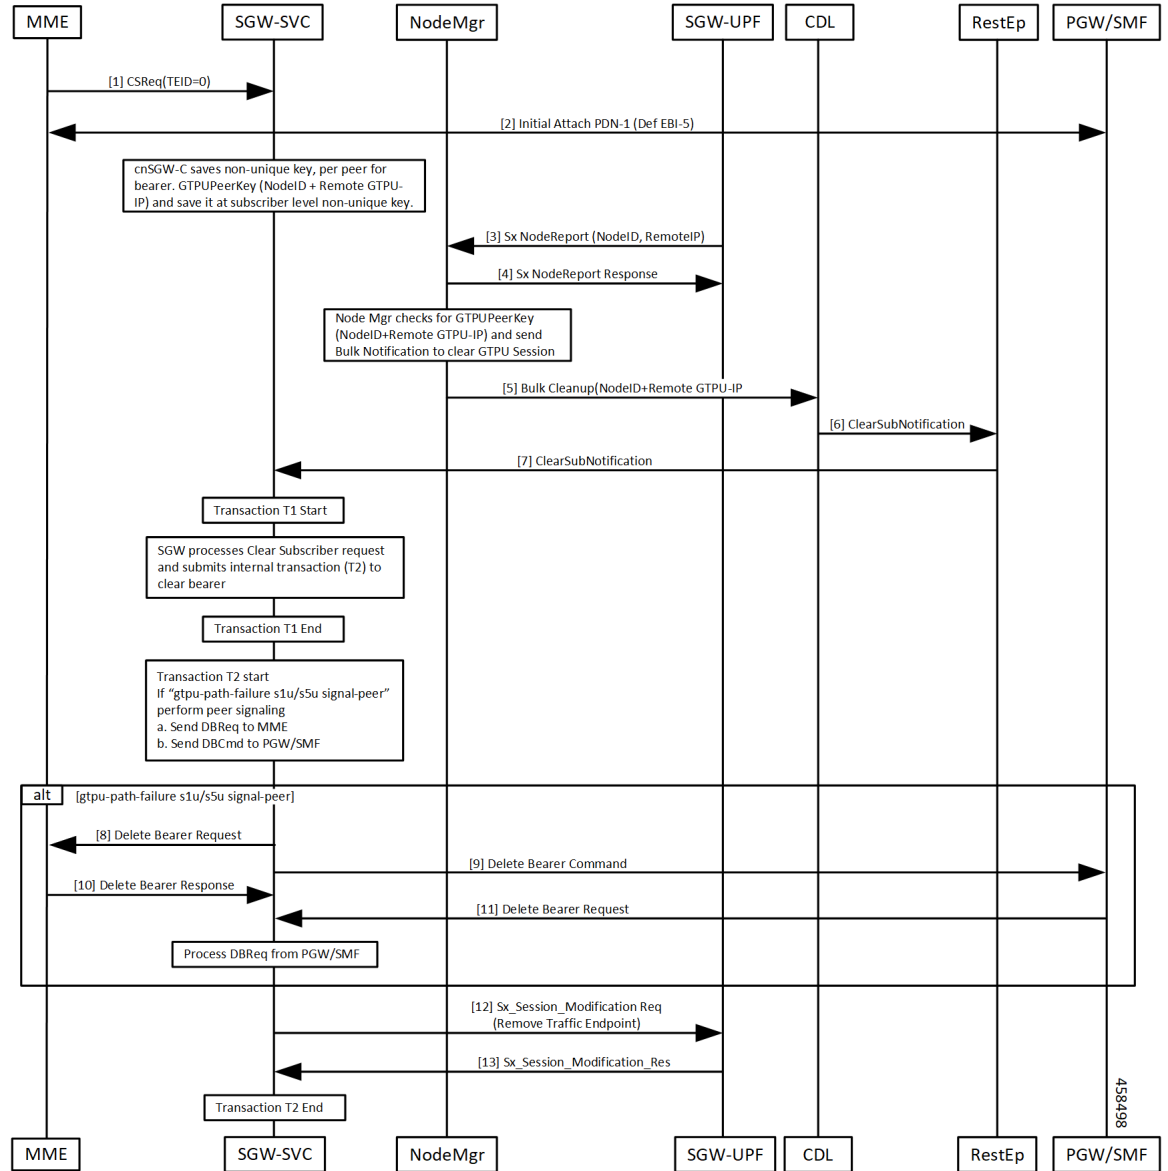 MME
SGW-SVC
NodeMgr
SGW-UPF
CDL
RestEp
PGW/SMF
[1] CSReq(TEID=0)
[2] Initial Attach PDN-1 (Def EBI-5)
cnSGW-C saves non-unique key, per peer for
bearer. GTPUPeerKey (NodeID + Remote GTPU-
IP) and save it at subscriber level non-unique key.
[3] Sx NodeReport (NodeID, RemoteIP)
[4] Sx NodeReport Response
Node Mgr checks for GTPUPeerKey
(NodeID+Remote GTPU-IP) and send
Bulk Notification to clear GTPU Session
[5] Bulk Cleanup(NodeID+Remote GTPU-IP
[6] ClearSubNotification
[7] ClearSubNotification
Transaction T1 Start
SGW processes Clear Subscriber request
and submits internal transaction (T2) to
clear bearer
Transaction T1 End
Transaction T2 start
If “gtpu-path-failure s1u/s5u signal-peer”
perform peer signaling
a. Send DBReq to MME
b. Send DBCmd to PGW/SMF
alt
[gtpu-path-failure s1u/s5u signal-peer]
[8] Delete Bearer Request
[9] Delete Bearer Command
[10] Delete Bearer Response
[11] Delete Bearer Request
Process DBReq from PGW/SMF
[12] Sx_Session_Modification Req
(Remove Traffic Endpoint)
[13] Sx_Session_Modification_Res
Transaction T2 End
458498
MME
SGW-SVC
NodeMgr
SGW-UPF
CDL
RestEp
PGW/SMF